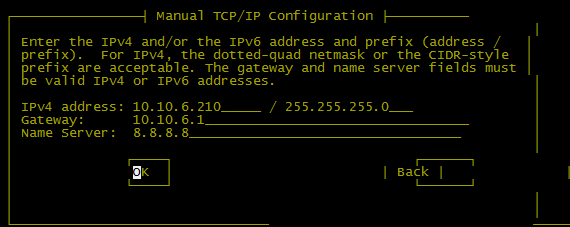 Manual TCP/IP Configuration
Enter the IPv4 and/or the IPv6 address and prefix (address /
prefix). For IPv4, the dotted-quad netmask or the CIDR-style
prefix are acceptable. The gateway and name server fields must
be valid IPv4 or IPv6 addresses.
IPv4 address: 10.10.6.210______ / 255.255.255.0___
Gateway: 10.10.6.1__________________________________
Name Server: 8.8.8.8___________________________________
OK Back